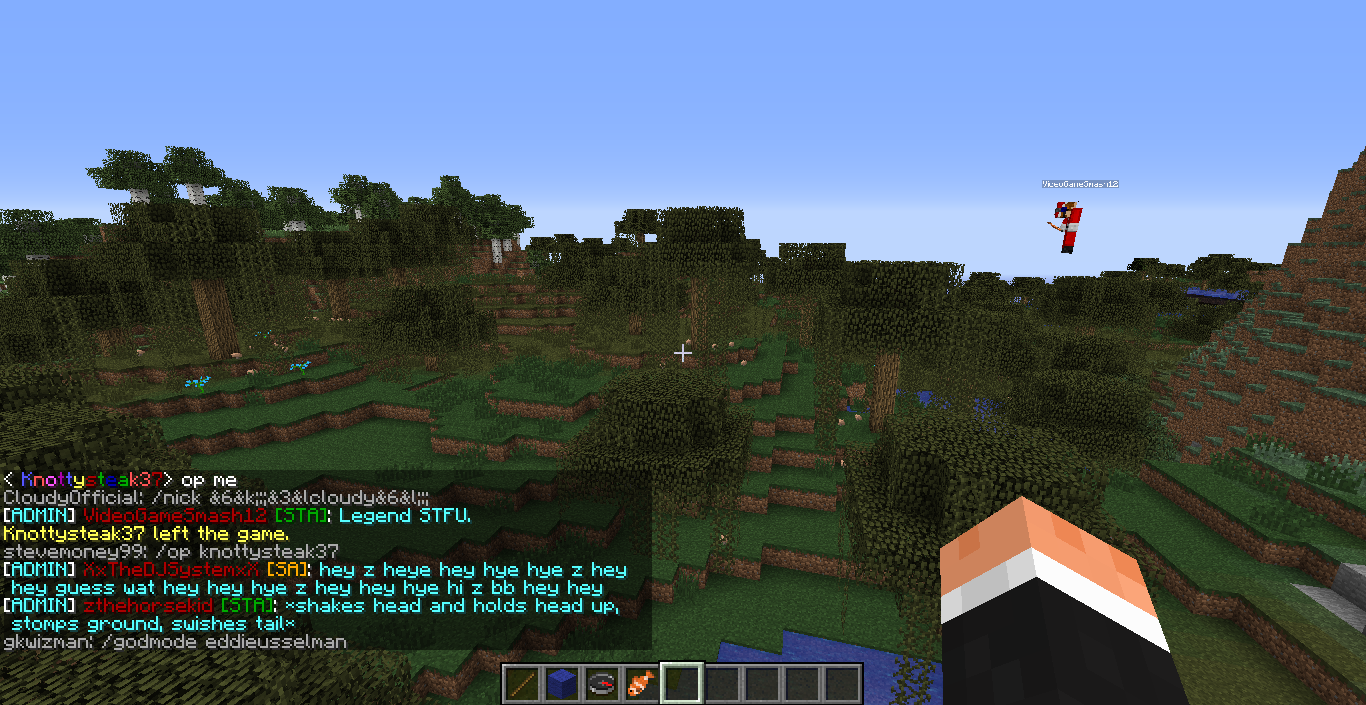 VideoGameSmash12
< Knottysteak37> op me
CloudyOfficial: /nick &6&k;;;&3&lcloudy&6&l;;;
[ADMIN] VideoGameSmash12 [STA]: Legend STFU.
Knottysteak37 left the game.
stevemoney99: /op knottysteak37
[ADMIN] XxTheDJSystemxX [SA]: hey z heye hey hye hye z hey
hey guess wat hey hey hye z hey hey hye hi z bb hey hey
[ADMIN] zthehorsekid [STA]: *shakes head and holds head up,
stomps ground, swishes tail*
gkwizman: /godmode eddieusselman